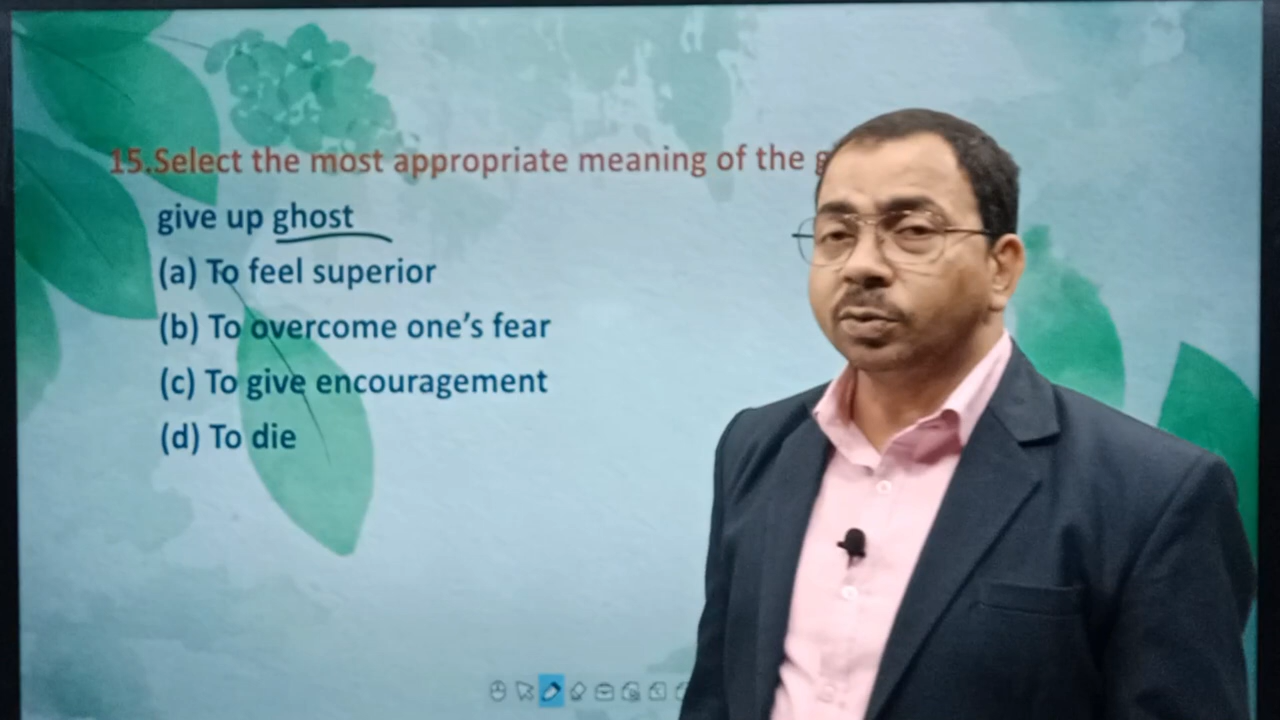 15.Select the most appropriate meaning of the
give up ghost
(a) To feel superior
(b) To overcome one's fear
(c) To give encouragement
(d) To die